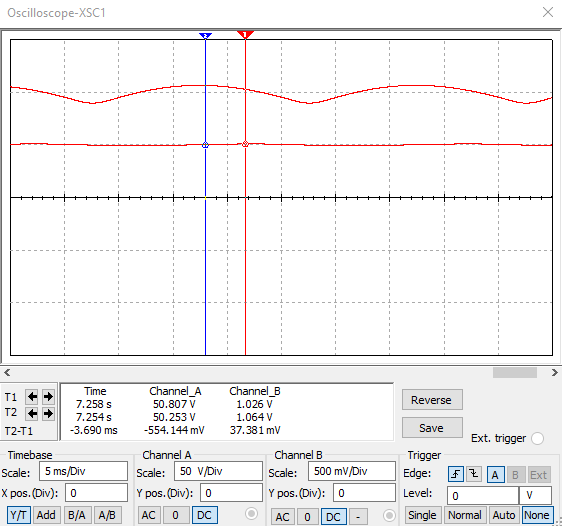 Oscilloscope-XSC1
2 1
T1
T2
T2-T1
Time Channel_A Channel_B
7.258 s 50.807 V 1.026 V
7.254 s 50.253 V 1.064 V
-3.690 ms -554.144 mV 37.381 mV
Reverse
Save
Ext. trigger
Timebase
Scale: 5 ms/Div
X pos.(Div): 0
Y/T Add B/A A/B
Channel A
Scale: 50 V/Div
Y pos.(Div): 0
AC 0 DC
Channel B
Scale: 500 mV/Div
Y pos.(Div): 0
AC 0 DC -
Trigger
Edge: A B Ext
Level: 0 V
Single Normal Auto None